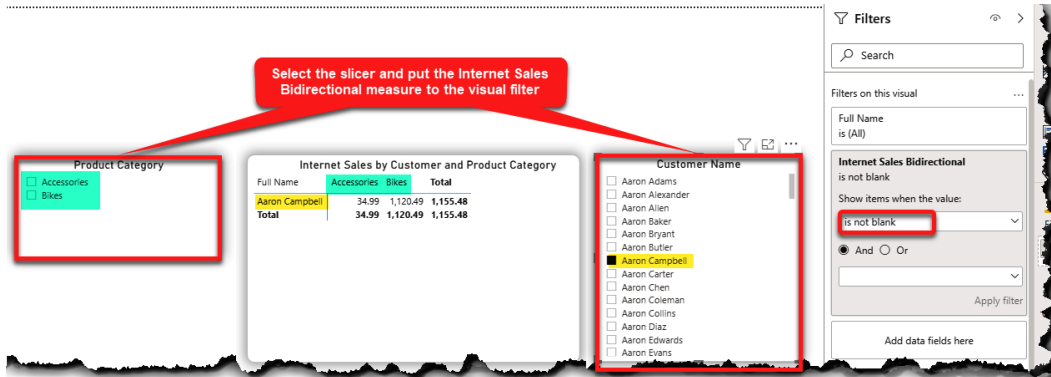 Select the slicer and put the Internet Sales
Bidirectional measure to the visual filter
Product Category
Accessories
Bikes
Internet Sales by Customer and Product Category
Full Name Accessories Bikes Total
Aaron Campbell 34.99 1,120.49 1,155.48
Total 34.99 1,120.49 1,155.48
Customer Name
Aaron Adams
Aaron Alexander
Aaron Allen
Aaron Baker
Aaron Bryant
Aaron Butler
Aaron Campbell
Aaron Carter
Aaron Chen
Aaron Coleman
Aaron Collins
Aaron Diaz
Aaron Edwards
Aaron Evans
Filters
Search
Filters on this visual
Full Name
is (All)
Internet Sales Bidirectional
is not blank
Show items when the value:
is not blank
And Or
Apply filter
Add data fields here